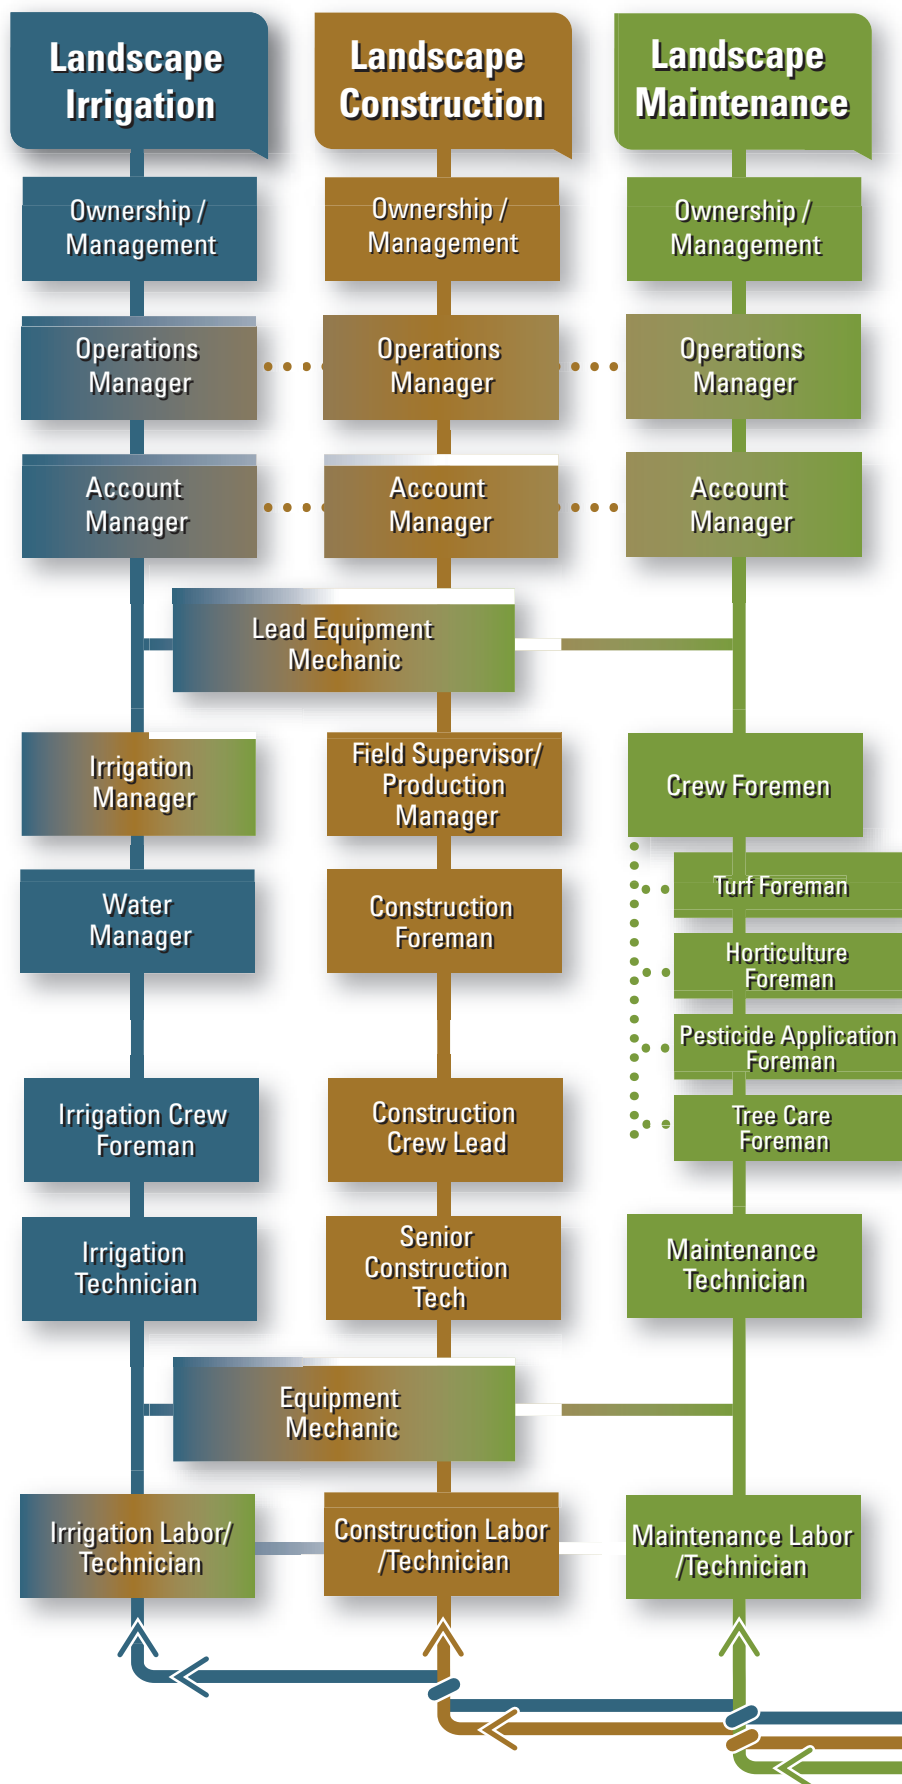 Landscape
Irrigation
Landscape
Construction
Landscape
Maintenance
Ownership /
Management
Ownership /
Management
Ownership /
Management
Operations
Manager
Operations
Manager
Operations
Manager
Account
Manager
Account
Manager
Account
Manager
Lead Equipment
Mechanic
Irrigation
Manager
Field Supervisor/
Production
Manager
Crew Foremen
Water
Manager
Construction
Foreman
Turf Foreman
Horticulture
Foreman
Pesticide Application
Foreman
Tree Care
Foreman
Irrigation Crew
Foreman
Construction
Crew Lead
Irrigation
Technician
Senior
Construction
Tech
Maintenance
Technician
Equipment
Mechanic
Irrigation Labor/
Technician
Construction Labor
/Technician
Maintenance Labor
/Technician